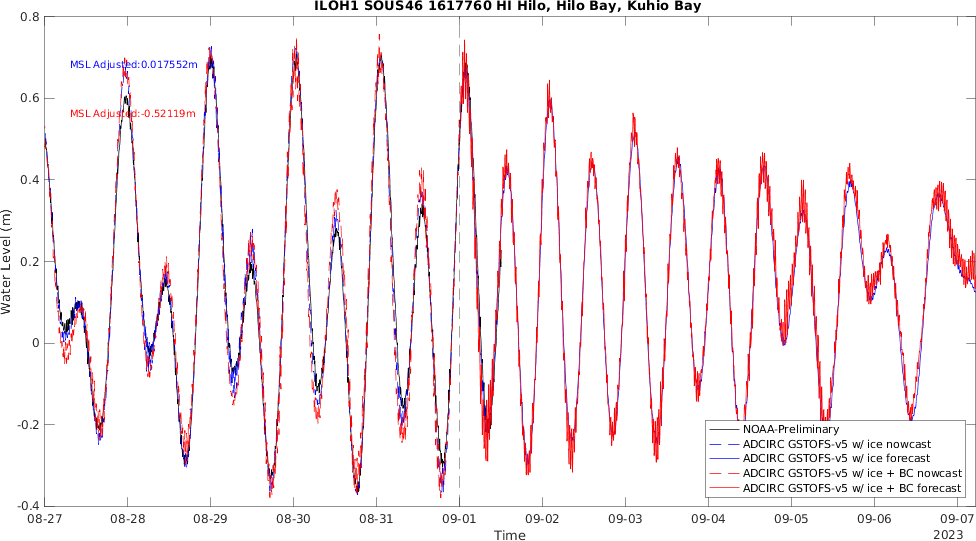 ILOH1 SOUS46 1617760 HI Hilo, Hilo Bay, Kuhio Bay
0.8
0.6
0.4
0.2
0
-0.2
-0.4
Water Level (m)
MSL Adjusted:0.017552m
MSL Adjusted:-0.52119m
NOAA-Preliminary
ADCIRC GSTOFS-v5 w/ ice nowcast
ADCIRC GSTOFS-v5 w/ ice forecast
ADCIRC GSTOFS-v5 w/ ice + BC nowcast
ADCIRC GSTOFS-v5 w/ ice + BC forecast
08-27 08-28 08-29 08-30 08-31 09-01 09-02 09-03 09-04 09-05 09-06 09-07
2023
Time